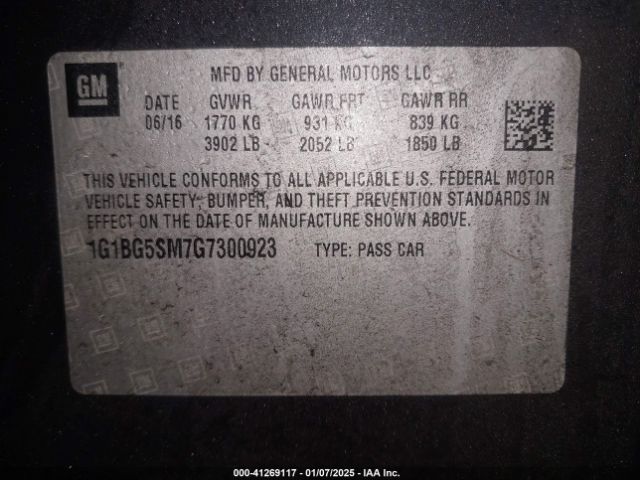 GM
MFD BY GENERAL MOTORS LLC
DATE GVWR GAWR FRT GAWR RR
06/16 1770 KG 931 KG 839 KG
3902 LB 2052 LB 1850 LB
THIS VEHICLE CONFORMS TO ALL APPLICABLE U.S. FEDERAL MOTOR
VEHICLE SAFETY, BUMPER, AND THEFT PREVENTION STANDARDS IN
EFFECT ON THE DATE OF MANUFACTURE SHOWN ABOVE.
1G1BG5SM7G7300923 TYPE: PASS CAR
000-41269117 - 01/07/2025 - IAA Inc.